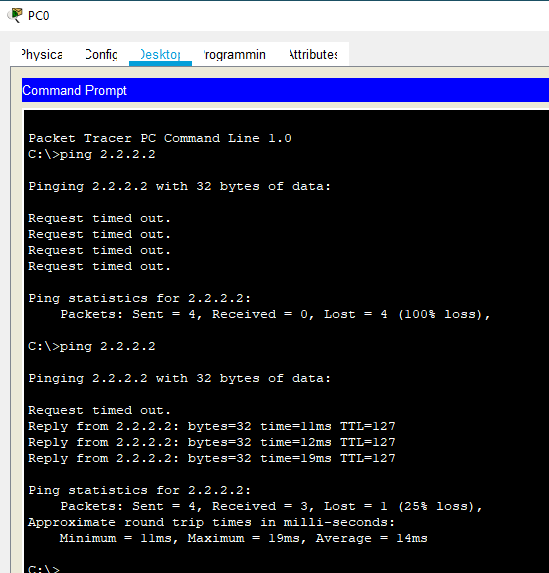 PC0
Physical Config Desktop Programming Attributes
Command Prompt
Packet Tracer PC Command Line 1.0
C:\>ping 2.2.2.2
Pinging 2.2.2.2 with 32 bytes of data:
Request timed out.
Request timed out.
Request timed out.
Request timed out.
Ping statistics for 2.2.2.2:
Packets: Sent = 4, Received = 0, Lost = 4 (100% loss),
C:\>ping 2.2.2.2
Pinging 2.2.2.2 with 32 bytes of data:
Request timed out.
Reply from 2.2.2.2: bytes=32 time=11ms TTL=127
Reply from 2.2.2.2: bytes=32 time=12ms TTL=127
Reply from 2.2.2.2: bytes=32 time=19ms TTL=127
Ping statistics for 2.2.2.2:
Packets: Sent = 4, Received = 3, Lost = 1 (25% loss),
Approximate round trip times in milli-seconds:
Minimum = 11ms, Maximum = 19ms, Average = 14ms
C:\>